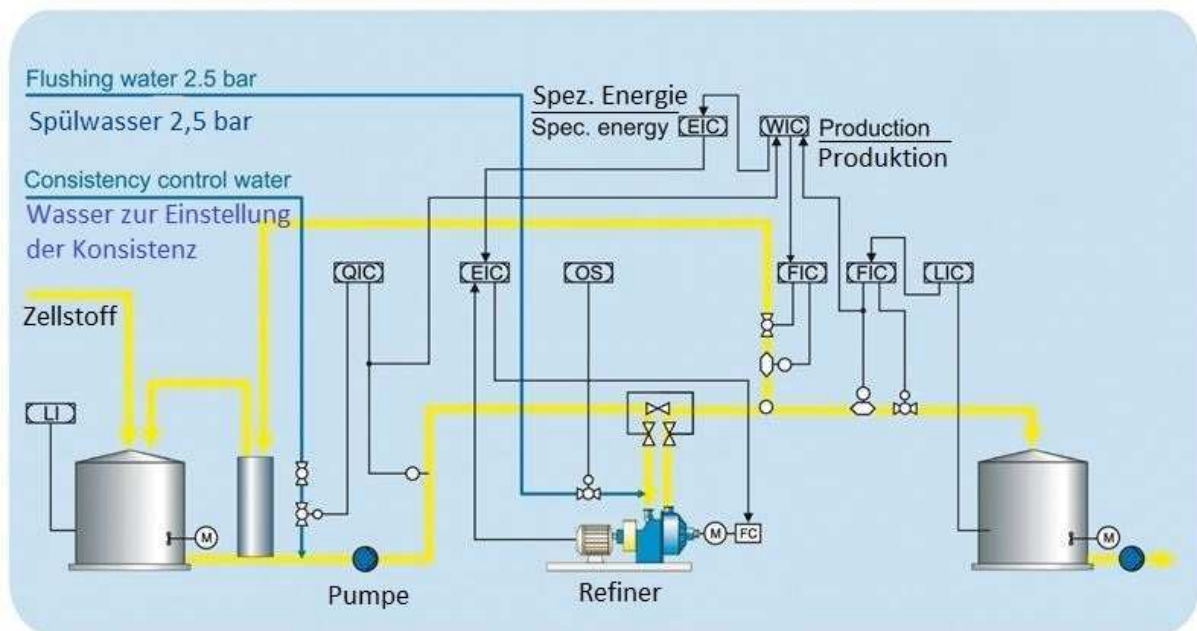 Flushing water 2.5 bar
Spülwasser 2,5 bar
Spez. Energie
Spec. energy
EIC
WIC
Production
Produktion
Consistency control water
Wasser zur Einstellung
der Konsistenz
QIC
EIC
OS
FIC
FIC
LIC
Zellstoff
LI
M
M
FC
M
Pumpe
Refiner